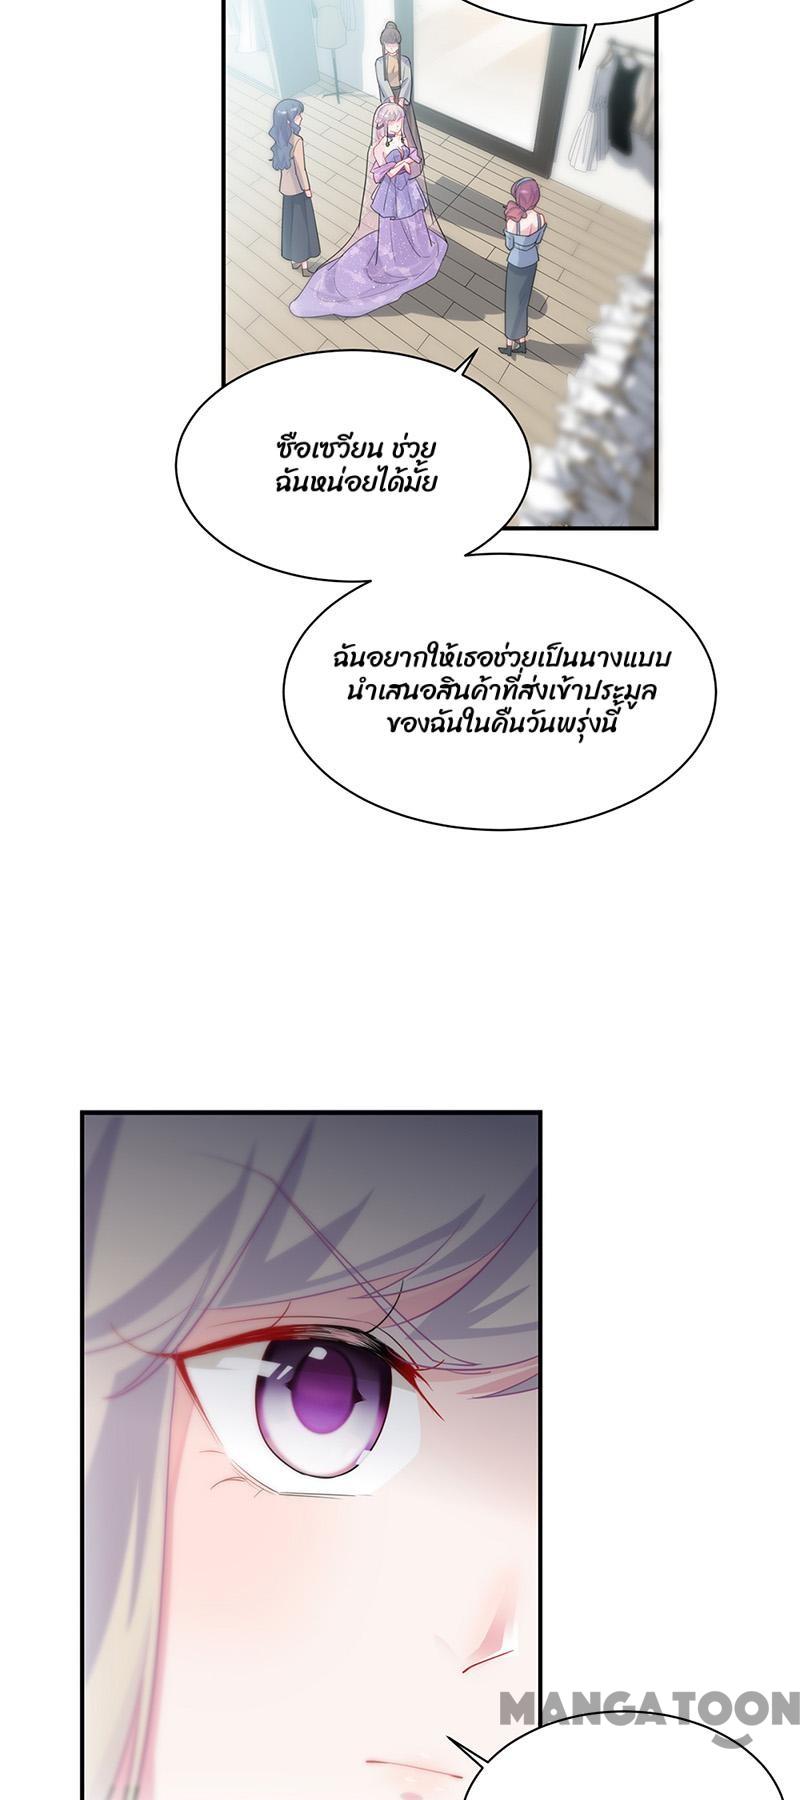 ซือเซวียน ช่วย
ฉันหน่อยได้มั้ย
ฉันอยากให้เธอช่วยเป็นนางแบบ
นำเสนอสินค้าที่ส่งเข้าประมูล
ของฉันในคืนวันพรุ่งนี้
MANGATOON